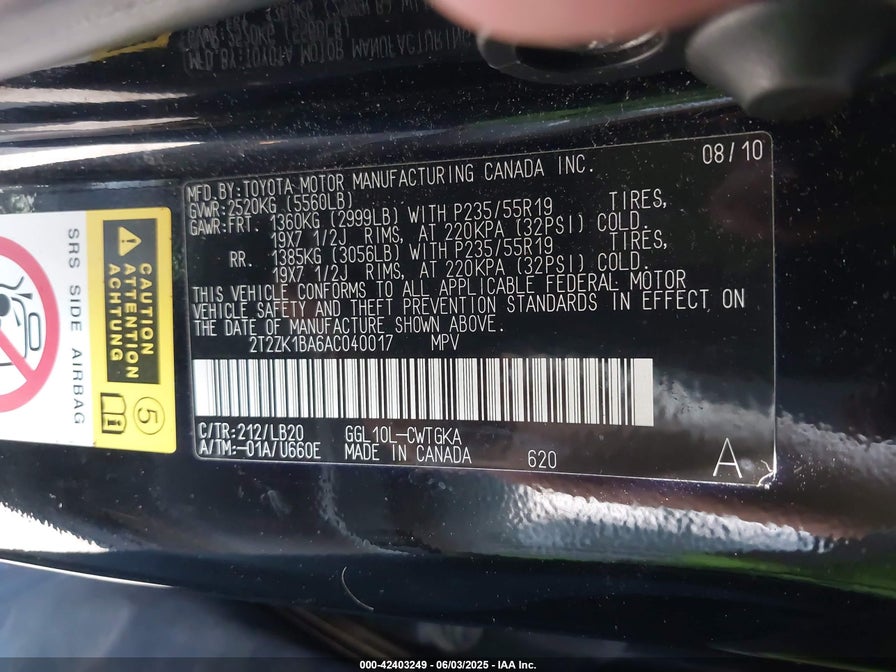 MFD.BY:TOYOTA MOTOR MANUFACTURING CANADA INC. 08/10
GVWR:2520KG (5560LB)
GAWR:FRT. 1360KG (2999LB) WITH P235/55R19 TIRES,
19X7 1/2J RIMS, AT 220KPA (32PSI) COLD
RR. 1385KG (3056LB) WITH P235/55R19 TIRES,
19X7 1/2J RIMS, AT 220KPA (32PSI) COLD.
THIS VEHICLE CONFORMS TO ALL APPLICABLE FEDERAL MOTOR
VEHICLE SAFETY AND THEFT PREVENTION STANDARDS IN EFFECT ON
THE DATE OF MANUFACTURE SHOWN ABOVE.
2T2ZK1BA6AC040017 MPV
C/TR:212/LB20 GGL10L-CWTGKA
A/TM:-01A/U660E MADE IN CANADA 620 A
CAUTION
ATTENTION
ACHTUNG
5
SRS SIDE AIRBAG
000-42403249 - 06/03/2025 - IAA Inc.